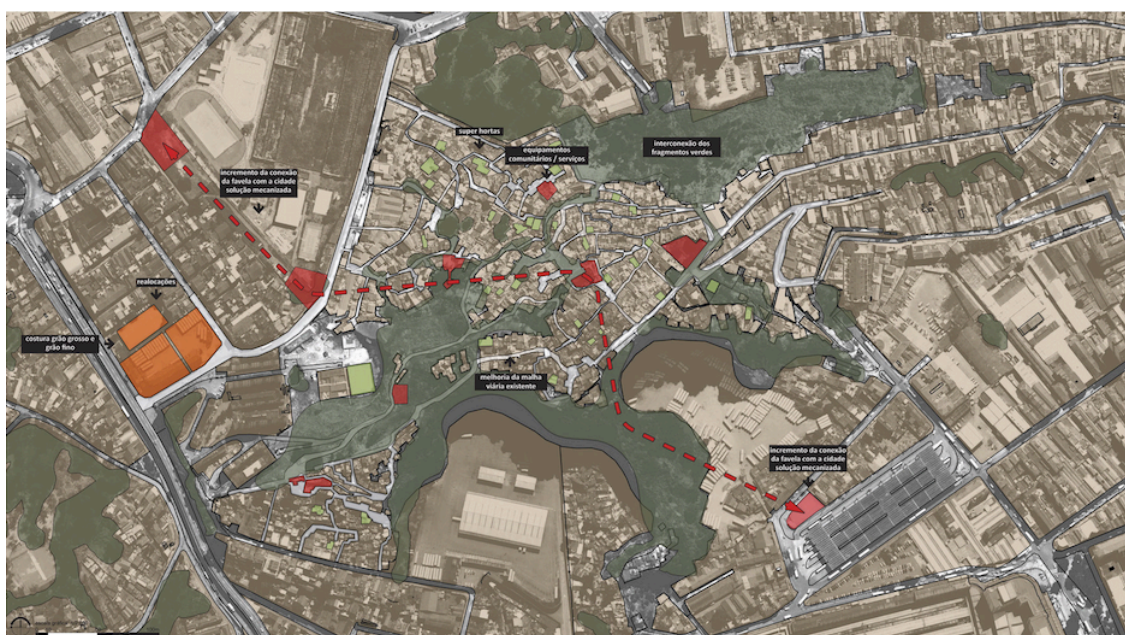 super hortas
equipamentos
comunitários / serviços
interconexão dos
fragmentos verdes
incremento da conexão
da favela com a cidade
solução mecanizada
realocações
costura grão grosso e
grão fino
melhoria da malha
viária existente
incremento da conexão
da favela com a cidade
solução mecanizada